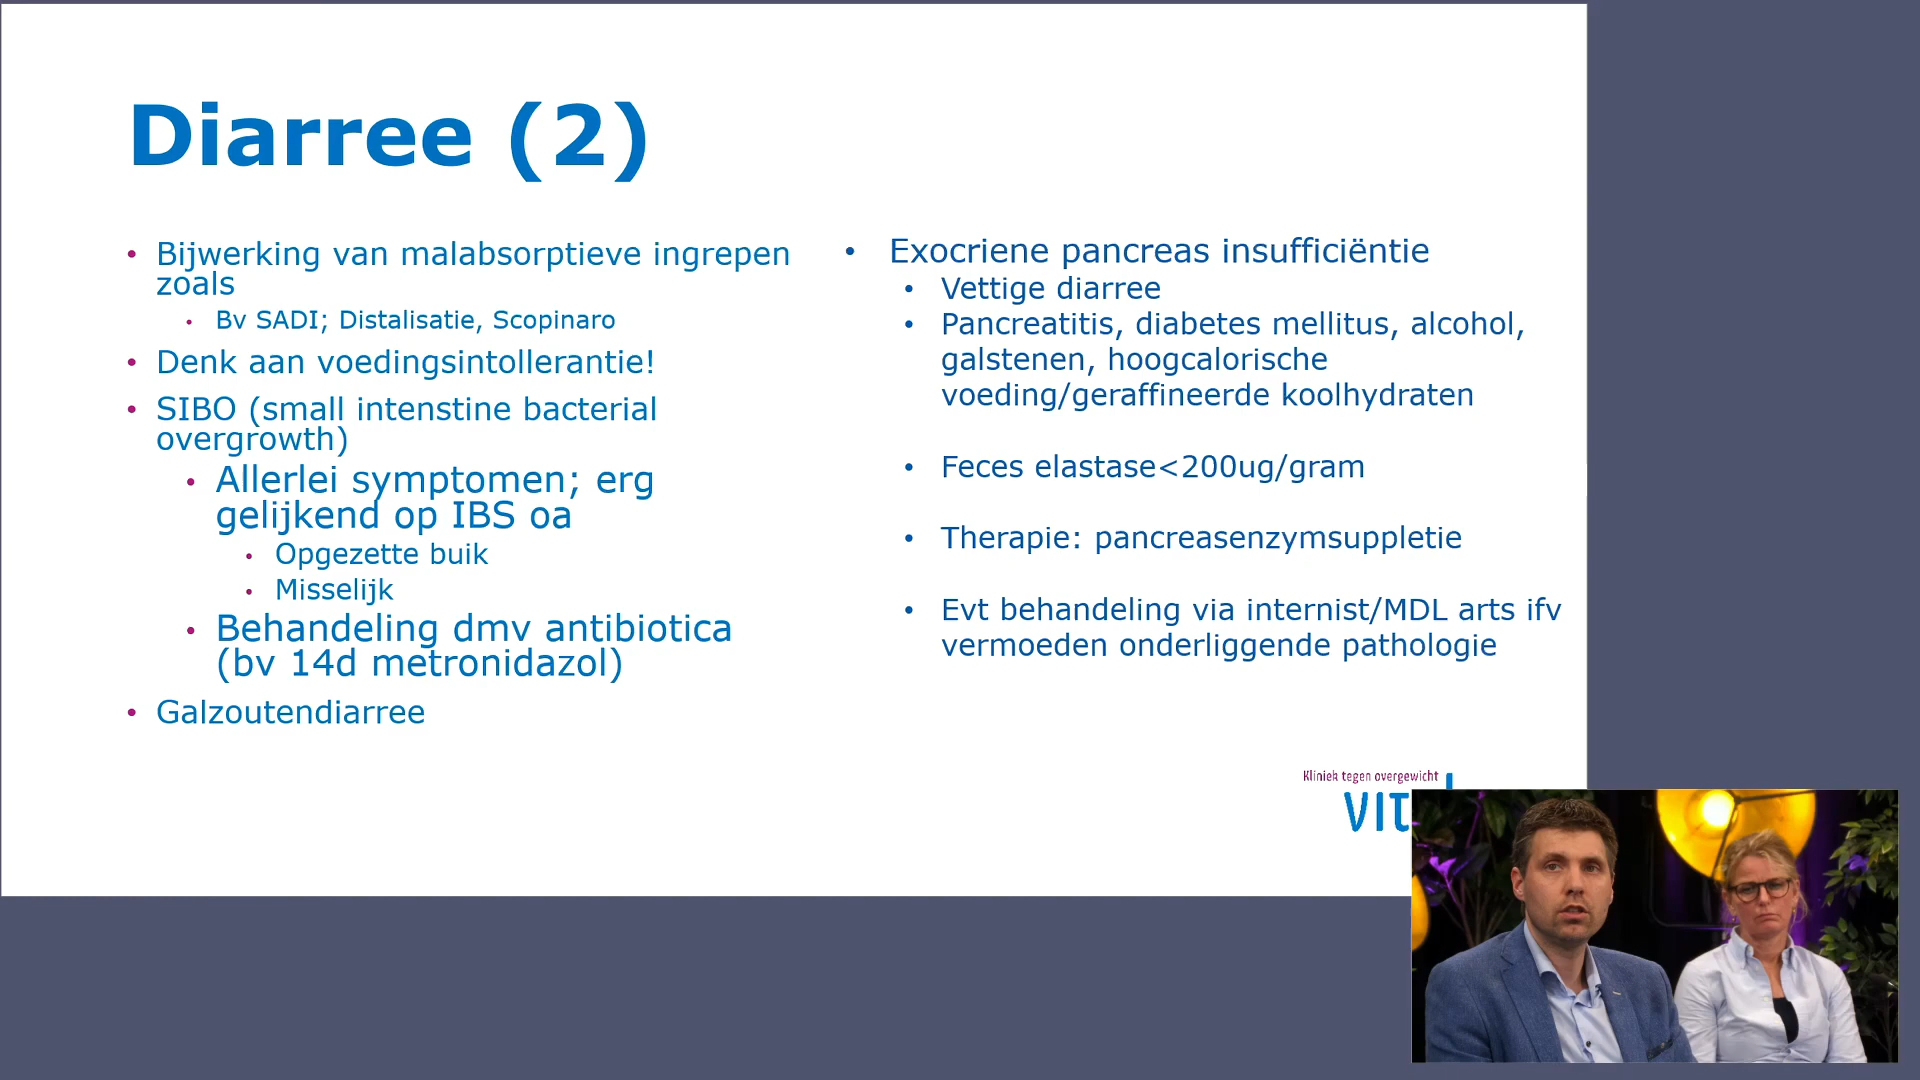 Diarree (2)
• Bijwerking van malabsorptieve ingrepen
zoals
• Bv SADI; Distalisatie, Scopinaro
• Denk aan voedingsintollerantie!
• SIBO (small intenstine bacterial
overgrowth)
• Allerlei symptomen; erg
gelijkend op IBS oa
• Opgezette buik
• Misselijk
• Behandeling dmv antibiotica
(bv 14d metronidazol)
• Galzoutendiarree
• Exocriene pancreas insufficiëntie
• Vettige diarree
• Pancreatitis, diabetes mellitus, alcohol,
galstenen, hoogcalorische
voeding/geraffineerde koolhydraten
• Feces elastase<200ug/gram
• Therapie: pancreasenzymsuppletie
• Evt behandeling via internist/MDL arts ifv
vermoeden onderliggende pathologie
Kliniek tegen overgewicht